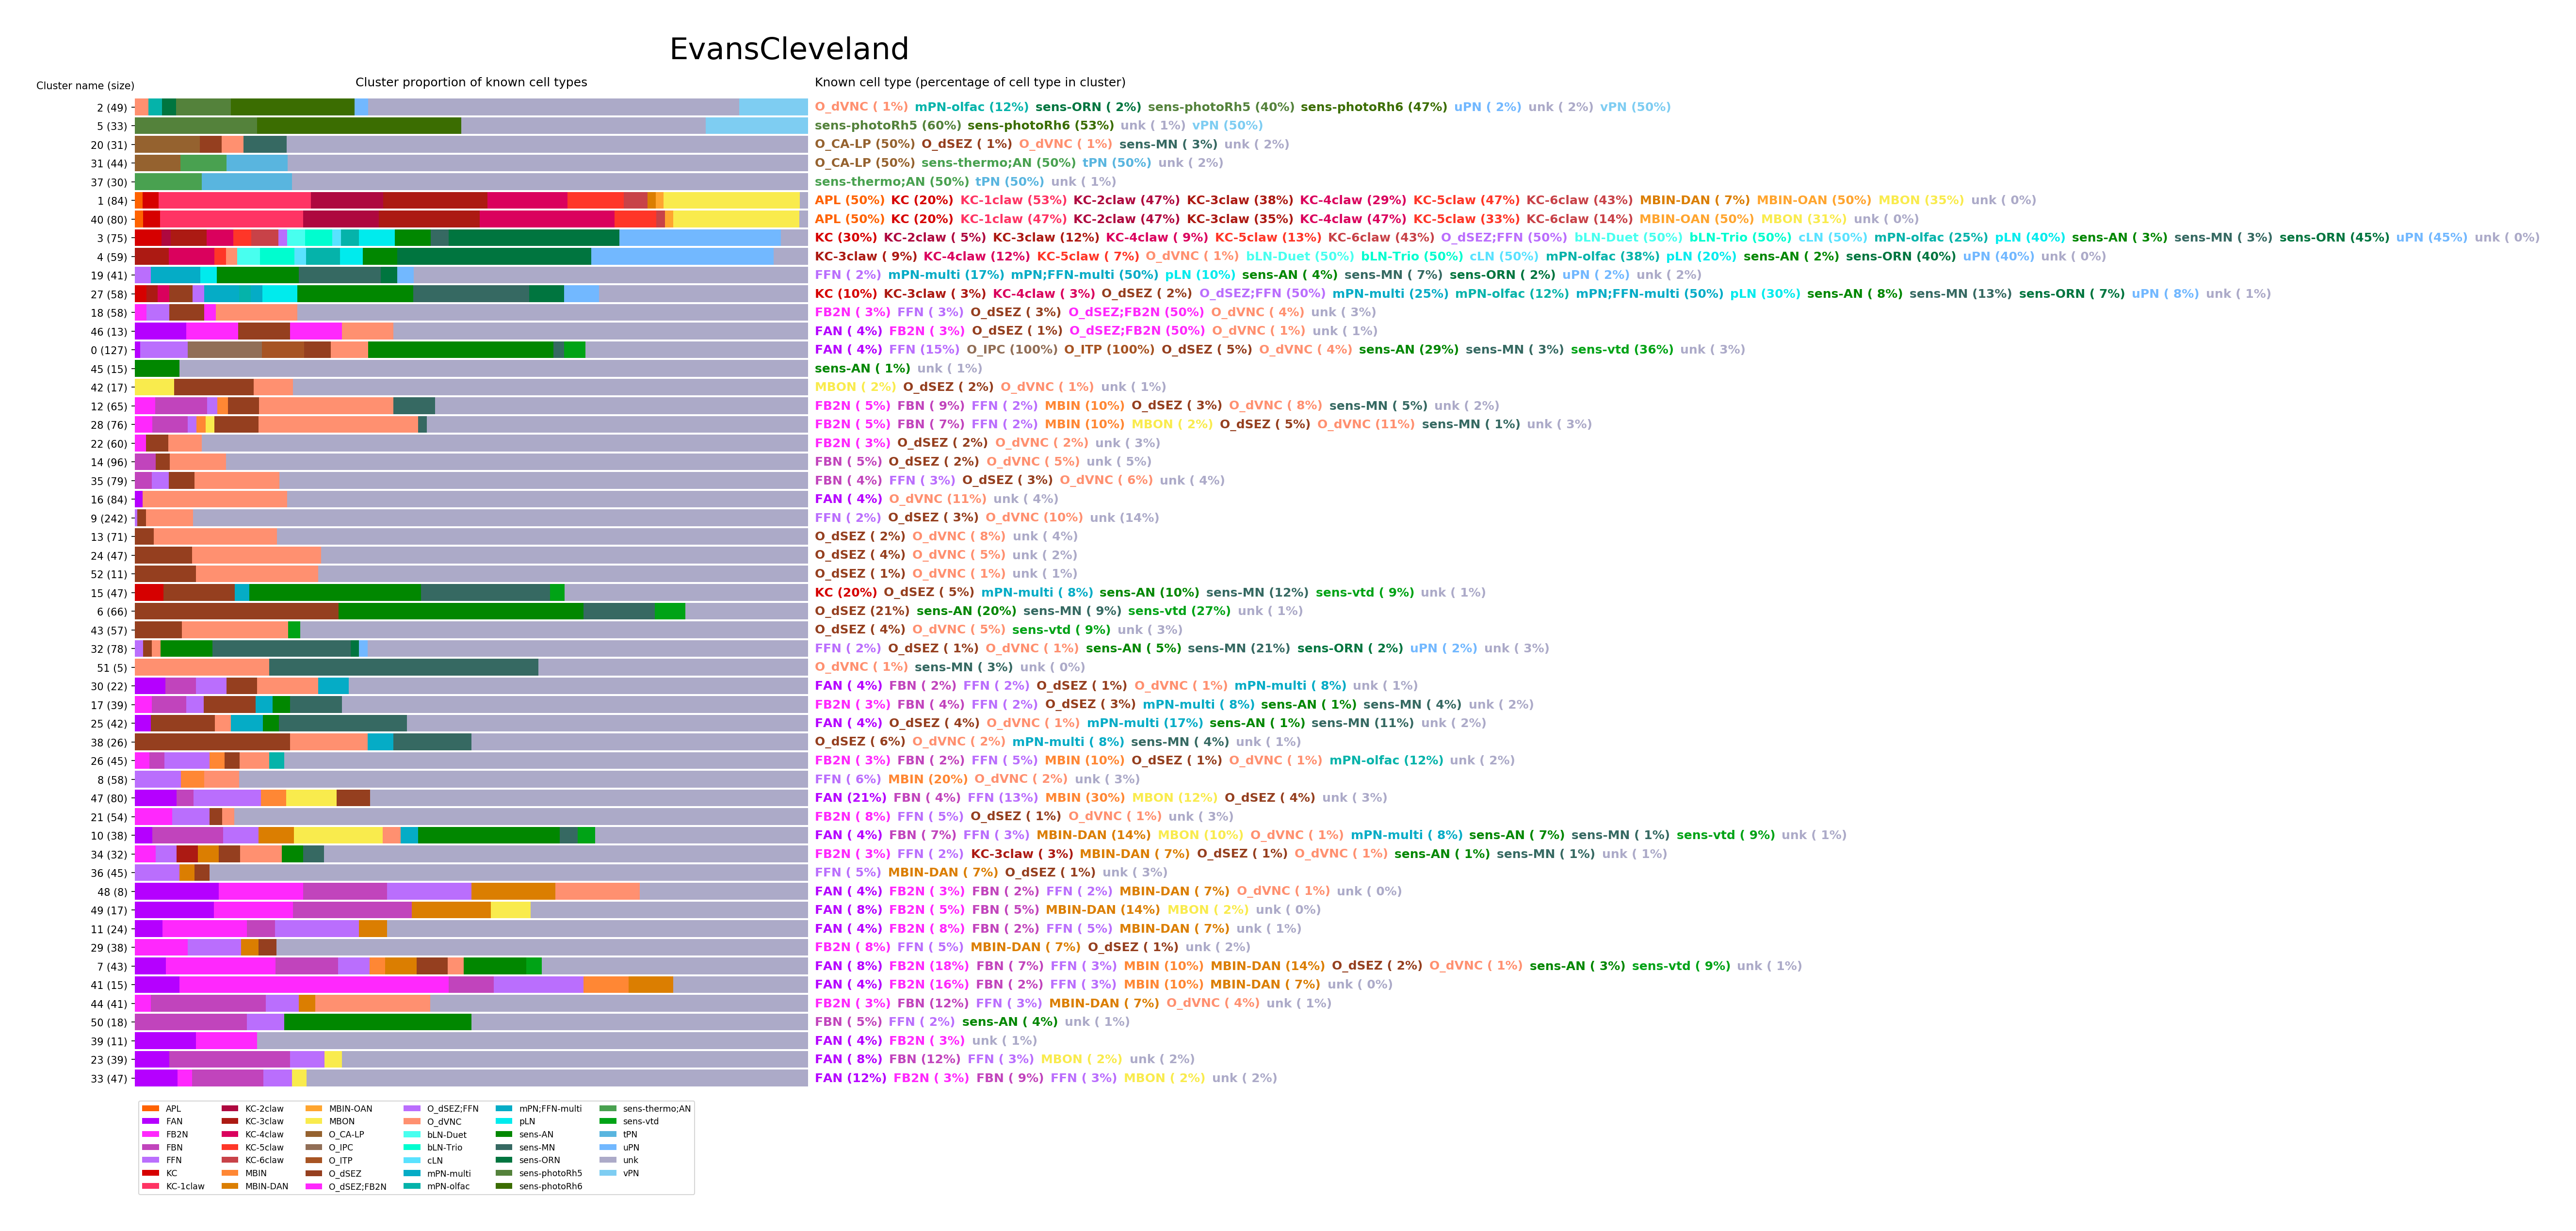 EvansCleveland
Cluster name (size) Cluster proportion of known cell types Known cell type (percentage of cell type in cluster)
2 (49) O_dVNC ( 1%) mPN-olfac (12%) sens-ORN ( 2%) sens-photoRh5 (40%) sens-photoRh6 (47%) uPN ( 2%) unk ( 2%) vPN (50%)
5 (33) sens-photoRh5 (60%) sens-photoRh6 (53%) unk ( 1%) vPN (50%)
20 (31) O_CA-LP (50%) O_dSEZ ( 1%) O_dVNC ( 1%) sens-MN ( 3%) unk ( 2%)
31 (44) O_CA-LP (50%) sens-thermo;AN (50%) tPN (50%) unk ( 2%)
37 (30) sens-thermo;AN (50%) tPN (50%) unk ( 1%)
1 (84) APL (50%) KC (20%) KC-1claw (53%) KC-2claw (47%) KC-3claw (38%) KC-4claw (29%) KC-5claw (47%) KC-6claw (43%) MBIN-DAN ( 7%) MBIN-OAN (50%) MBON (35%) unk ( 0%)
40 (80) APL (50%) KC (20%) KC-1claw (47%) KC-2claw (47%) KC-3claw (35%) KC-4claw (47%) KC-5claw (33%) KC-6claw (14%) MBIN-OAN (50%) MBON (31%) unk ( 0%)
3 (75) KC (30%) KC-2claw ( 5%) KC-3claw (12%) KC-4claw ( 9%) KC-5claw (13%) KC-6claw (43%) O_dSEZ;FFN (50%) bLN-Duet (50%) bLN-Trio (50%) cLN (50%) mPN-olfac (25%) pLN (40%) sens-AN ( 3%) sens-MN ( 3%) sens-ORN (45%) uPN (45%) unk ( 0%)
4 (59) KC-3claw ( 9%) KC-4claw (12%) KC-5claw ( 7%) O_dVNC ( 1%) bLN-Duet (50%) bLN-Trio (50%) cLN (50%) mPN-olfac (38%) pLN (20%) sens-AN ( 2%) sens-ORN (40%) uPN (40%) unk ( 0%)
19 (41) FFN ( 2%) mPN-multi (17%) mPN;FFN-multi (50%) pLN (10%) sens-AN ( 4%) sens-MN ( 7%) sens-ORN ( 2%) uPN ( 2%) unk ( 2%)
27 (58) KC (10%) KC-3claw ( 3%) KC-4claw ( 3%) O_dSEZ ( 2%) O_dSEZ;FFN (50%) mPN-multi (25%) mPN-olfac (12%) mPN;FFN-multi (50%) pLN (30%) sens-AN ( 8%) sens-MN (13%) sens-ORN ( 7%) uPN ( 8%) unk ( 1%)
18 (58) FB2N ( 3%) FFN ( 3%) O_dSEZ ( 3%) O_dSEZ;FB2N (50%) O_dVNC ( 4%) unk ( 3%)
46 (13) FAN ( 4%) FB2N ( 3%) O_dSEZ ( 1%) O_dSEZ;FB2N (50%) O_dVNC ( 1%) unk ( 1%)
0 (127) FAN ( 4%) FFN (15%) O_IPC (100%) O_ITP (100%) O_dSEZ ( 5%) O_dVNC ( 4%) sens-AN (29%) sens-MN ( 3%) sens-vtd (36%) unk ( 3%)
45 (15) sens-AN ( 1%) unk ( 1%)
42 (17) MBON ( 2%) O_dSEZ ( 2%) O_dVNC ( 1%) unk ( 1%)
12 (65) FB2N ( 5%) FBN ( 9%) FFN ( 2%) MBIN (10%) O_dSEZ ( 3%) O_dVNC ( 8%) sens-MN ( 5%) unk ( 2%)
28 (76) FB2N ( 5%) FBN ( 7%) FFN ( 2%) MBIN (10%) MBON ( 2%) O_dSEZ ( 5%) O_dVNC (11%) sens-MN ( 1%) unk ( 3%)
22 (60) FB2N ( 3%) O_dSEZ ( 2%) O_dVNC ( 2%) unk ( 3%)
14 (96) FBN ( 5%) O_dSEZ ( 2%) O_dVNC ( 5%) unk ( 5%)
35 (79) FBN ( 4%) FFN ( 3%) O_dSEZ ( 3%) O_dVNC ( 6%) unk ( 4%)
16 (84) FAN ( 4%) O_dVNC (11%) unk ( 4%)
9 (242) FFN ( 2%) O_dSEZ ( 3%) O_dVNC (10%) unk (14%)
13 (71) O_dSEZ ( 2%) O_dVNC ( 8%) unk ( 4%)
24 (47) O_dSEZ ( 4%) O_dVNC ( 5%) unk ( 2%)
52 (11) O_dSEZ ( 1%) O_dVNC ( 1%) unk ( 1%)
15 (47) KC (20%) O_dSEZ ( 5%) mPN-multi ( 8%) sens-AN (10%) sens-MN (12%) sens-vtd ( 9%) unk ( 1%)
6 (66) O_dSEZ (21%) sens-AN (20%) sens-MN ( 9%) sens-vtd (27%) unk ( 1%)
43 (57) O_dSEZ ( 4%) O_dVNC ( 5%) sens-vtd ( 9%) unk ( 3%)
32 (78) FFN ( 2%) O_dSEZ ( 1%) O_dVNC ( 1%) sens-AN ( 5%) sens-MN (21%) sens-ORN ( 2%) uPN ( 2%) unk ( 3%)
51 (5) O_dVNC ( 1%) sens-MN ( 3%) unk ( 0%)
30 (22) FAN ( 4%) FBN ( 2%) FFN ( 2%) O_dSEZ ( 1%) O_dVNC ( 1%) mPN-multi ( 8%) unk ( 1%)
17 (39) FB2N ( 3%) FBN ( 4%) FFN ( 2%) O_dSEZ ( 3%) mPN-multi ( 8%) sens-AN ( 1%) sens-MN ( 4%) unk ( 2%)
25 (42) FAN ( 4%) O_dSEZ ( 4%) O_dVNC ( 1%) mPN-multi (17%) sens-AN ( 1%) sens-MN (11%) unk ( 2%)
38 (26) O_dSEZ ( 6%) O_dVNC ( 2%) mPN-multi ( 8%) sens-MN ( 4%) unk ( 1%)
26 (45) FB2N ( 3%) FBN ( 2%) FFN ( 5%) MBIN (10%) O_dSEZ ( 1%) O_dVNC ( 1%) mPN-olfac (12%) unk ( 2%)
8 (58) FFN ( 6%) MBIN (20%) O_dVNC ( 2%) unk ( 3%)
47 (80) FAN (21%) FBN ( 4%) FFN (13%) MBIN (30%) MBON (12%) O_dSEZ ( 4%) unk ( 3%)
21 (54) FB2N ( 8%) FFN ( 5%) O_dSEZ ( 1%) O_dVNC ( 1%) unk ( 3%)
10 (38) FAN ( 4%) FBN ( 7%) FFN ( 3%) MBIN-DAN (14%) MBON (10%) O_dVNC ( 1%) mPN-multi ( 8%) sens-AN ( 7%) sens-MN ( 1%) sens-vtd ( 9%) unk ( 1%)
34 (32) FB2N ( 3%) FFN ( 2%) KC-3claw ( 3%) MBIN-DAN ( 7%) O_dSEZ ( 1%) O_dVNC ( 1%) sens-AN ( 1%) sens-MN ( 1%) unk ( 1%)
36 (45) FFN ( 5%) MBIN-DAN ( 7%) O_dSEZ ( 1%) unk ( 3%)
48 (8) FAN ( 4%) FB2N ( 3%) FBN ( 2%) FFN ( 2%) MBIN-DAN ( 7%) O_dVNC ( 1%) unk ( 0%)
49 (17) FAN ( 8%) FB2N ( 5%) FBN ( 5%) MBIN-DAN (14%) MBON ( 2%) unk ( 0%)
11 (24) FAN ( 4%) FB2N ( 8%) FBN ( 2%) FFN ( 5%) MBIN-DAN ( 7%) unk ( 1%)
29 (38) FB2N ( 8%) FFN ( 5%) MBIN-DAN ( 7%) O_dSEZ ( 1%) unk ( 2%)
7 (43) FAN ( 8%) FB2N (18%) FBN ( 7%) FFN ( 3%) MBIN (10%) MBIN-DAN (14%) O_dSEZ ( 2%) O_dVNC ( 1%) sens-AN ( 3%) sens-vtd ( 9%) unk ( 1%)
41 (15) FAN ( 4%) FB2N (16%) FBN ( 2%) FFN ( 3%) MBIN (10%) MBIN-DAN ( 7%) unk ( 0%)
44 (41) FB2N ( 3%) FBN (12%) FFN ( 3%) MBIN-DAN ( 7%) O_dVNC ( 4%) unk ( 1%)
50 (18) FBN ( 5%) FFN ( 2%) sens-AN ( 4%) unk ( 1%)
39 (11) FAN ( 4%) FB2N ( 3%) unk ( 1%)
23 (39) FAN ( 8%) FBN (12%) FFN ( 3%) MBON ( 2%) unk ( 2%)
33 (47) FAN (12%) FB2N ( 3%) FBN ( 9%) FFN ( 3%) MBON ( 2%) unk ( 2%)
APL KC-2claw MBIN-OAN O_dSEZ;FFN mPN;FFN-multi sens-thermo;AN
FAN KC-3claw MBON O_dVNC pLN sens-vtd
FB2N KC-4claw O_CA-LP bLN-Duet sens-AN tPN
FBN KC-5claw O_IPC bLN-Trio sens-MN uPN
FFN KC-6claw O_ITP cLN sens-ORN unk
KC MBIN O_dSEZ mPN-multi sens-photoRh5 vPN
KC-1claw MBIN-DAN O_dSEZ;FB2N mPN-olfac sens-photoRh6